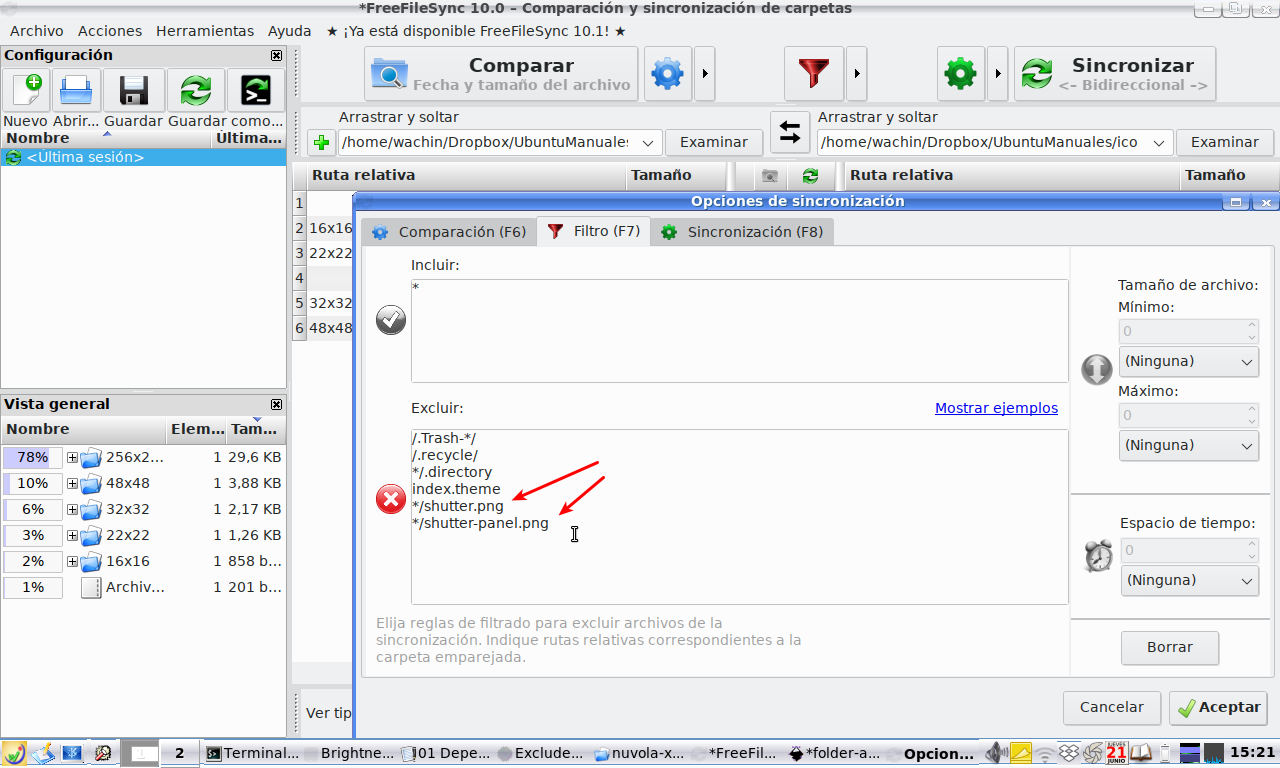 *FreeFileSync 10.0 – Comparación y sincronización de carpetas
Archivo Acciones Herramientas Ayuda ★ ¡Ya está disponible FreeFileSync 10.1! ★
Configuración
Nuevo Abrir... Guardar Guardar como...
Nombre Última...
<Última sesión>
Comparar
Fecha y tamaño del archivo
Sincronizar
<- Bidireccional ->
Arrastrar y soltar
/home/wachin/Dropbox/UbuntuManuales
Examinar
Arrastrar y soltar
/home/wachin/Dropbox/UbuntuManuales/ico
Examinar
Ruta relativa Tamaño Ruta relativa Tamaño
1
2 16x16
3 22x22
4
5 32x32
6 48x48
Vista general
Nombre Elem... Tam...
78% 256x2... 1 29,6 KB
10% 48x48 1 3,88 KB
6% 32x32 1 2,17 KB
3% 22x22 1 1,26 KB
2% 16x16 1 858 b...
1% Archiv... 1 201 b...
Ver tip
Opciones de sincronización
Comparación (F6) Filtro (F7) Sincronización (F8)
Incluir:
*
Excluir: Mostrar ejemplos
/.Trash-*/
/.recycle/
*/.directory
index.theme
*/shutter.png
*/shutter-panel.png
Elija reglas de filtrado para excluir archivos de la
sincronización. Indique rutas relativas correspondientes a la
carpeta emparejada.
Tamaño de archivo:
Mínimo:
0
(Ninguna)
Máximo:
0
(Ninguna)
Espacio de tiempo:
0
(Ninguna)
Borrar
Cancelar Aceptar
2 Terminal... Brightne... 01 Depe... Exclude... nuvola-x... *FreeFil... *folder-a... Opcion... 21 JUNIO 15:21